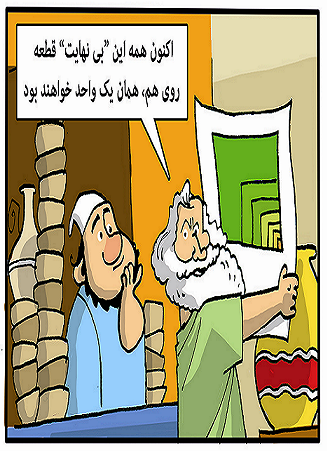 اکنون همه این “بی نهایت“ قطعه
روی هم، همان یک واحد خواهند بود